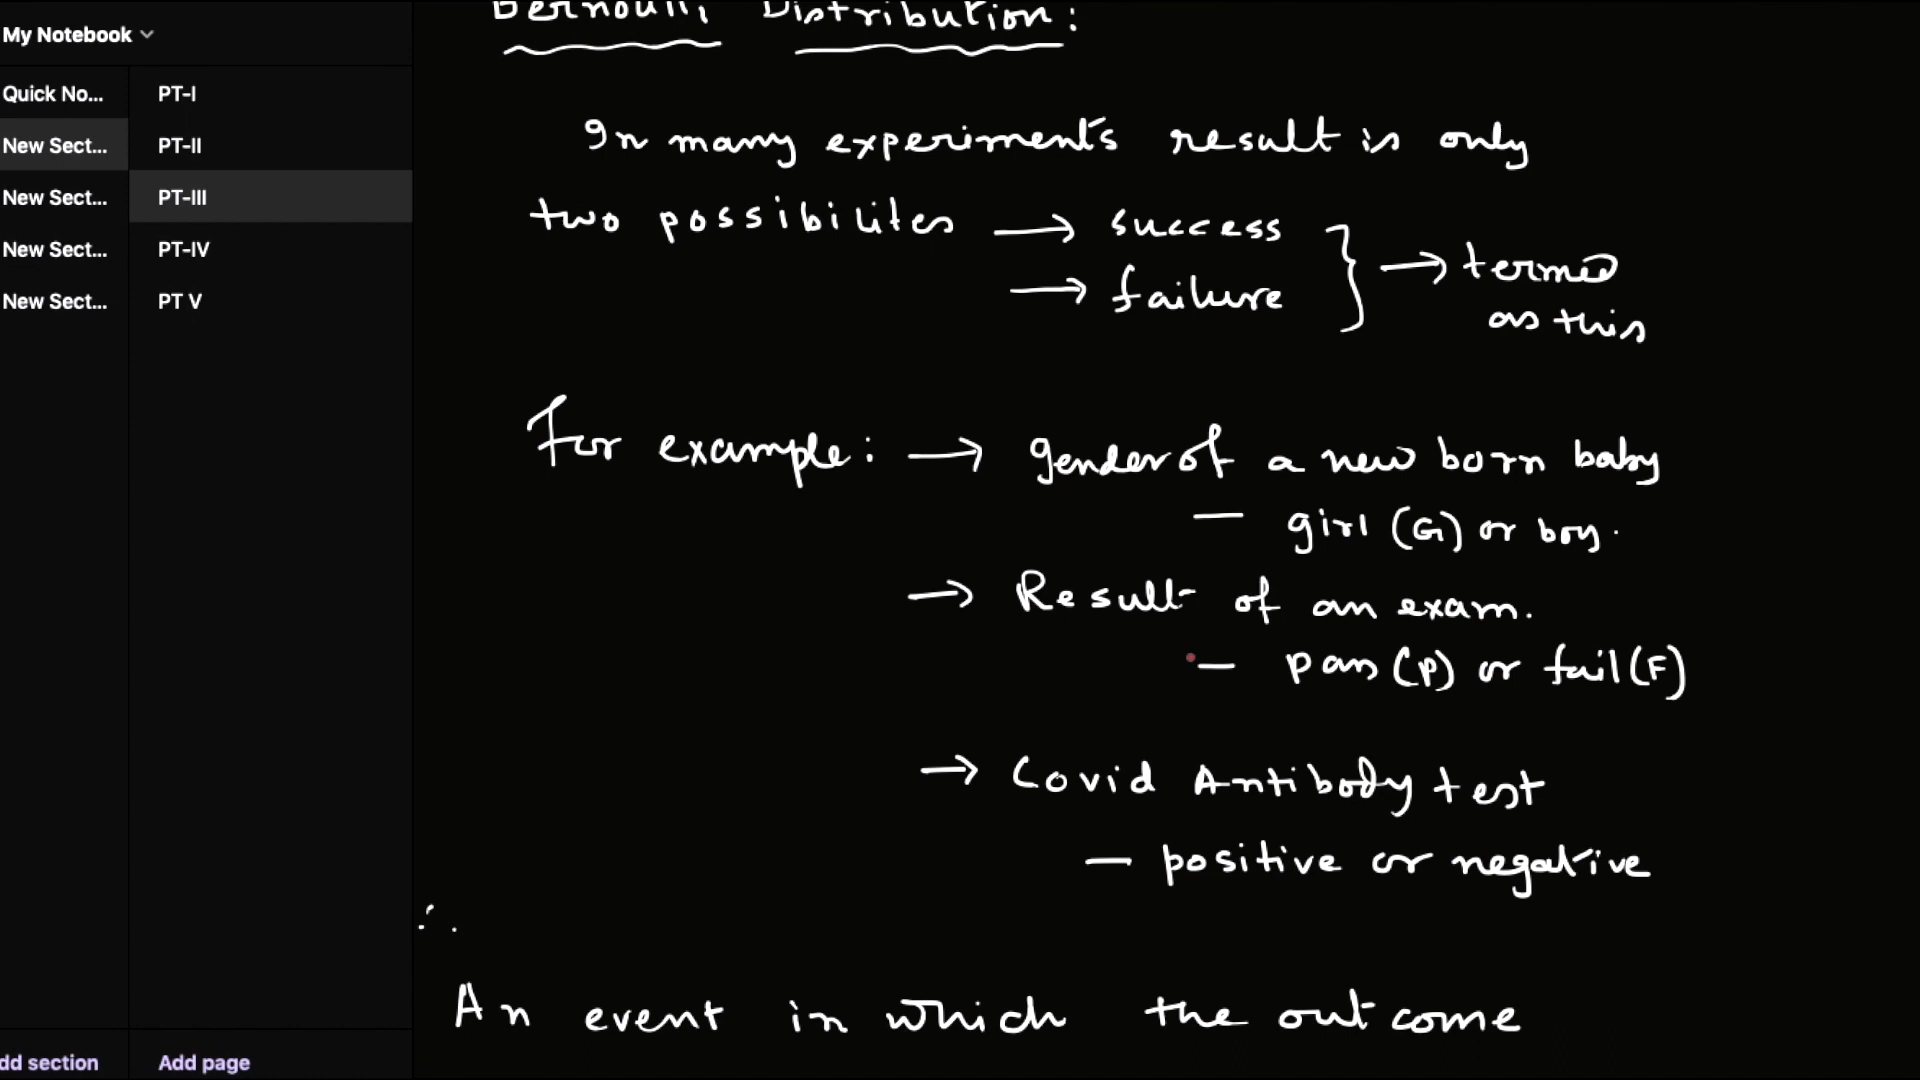 My Notebook
Quick No...
New Sect...
New Sect...
New Sect...
New Sect...
PT-I
PT-II
PT-III
PT-IV
PT V
dd section
Add page
Bernoulli Distribution:
In many experiments result is only
two possibilites → success
→ failure } → termed
as this
For example: → gender of a new born baby
— girl (G) or boy.
→ Result of an exam.
— pass (P) or fail (F)
→ Covid Antibody test
— positive or negative
∴
An event in which the outcome